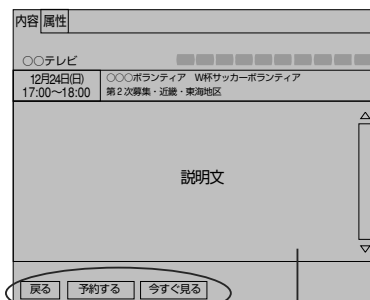 内容 属性
○○テレビ
12月24日(日)
17:00〜18:00
○○○ボランティア W杯サッカーボランティア
第2次募集・近畿・東海地区
説明文
戻る 予約する 今すぐ見る